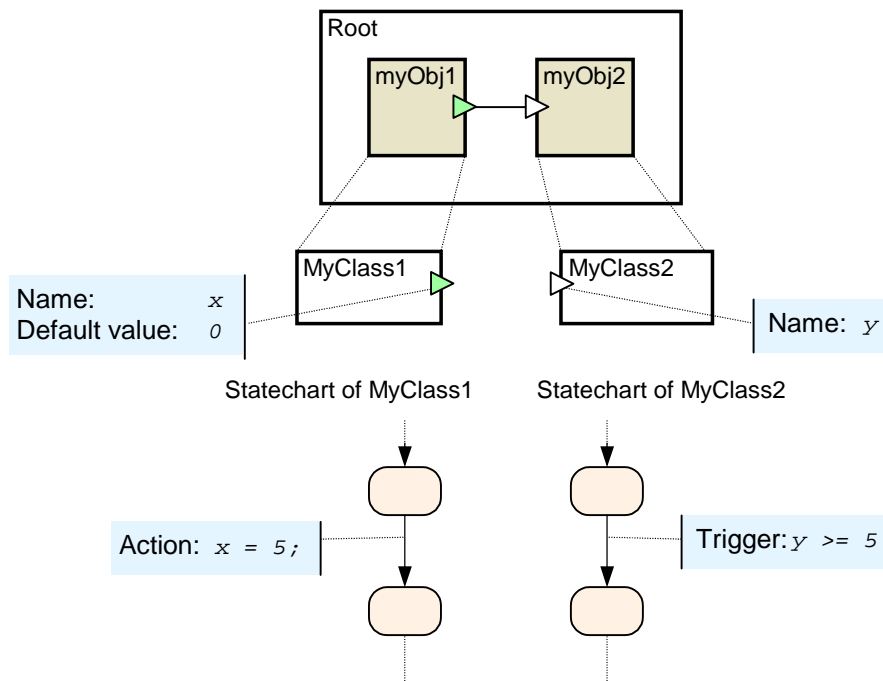 Root
myObj1 myObj2
MyClass1 MyClass2
Name: x
Default value: 0
Name: y
Statechart of MyClass1 Statechart of MyClass2
Action: x = 5;
Trigger: y >= 5